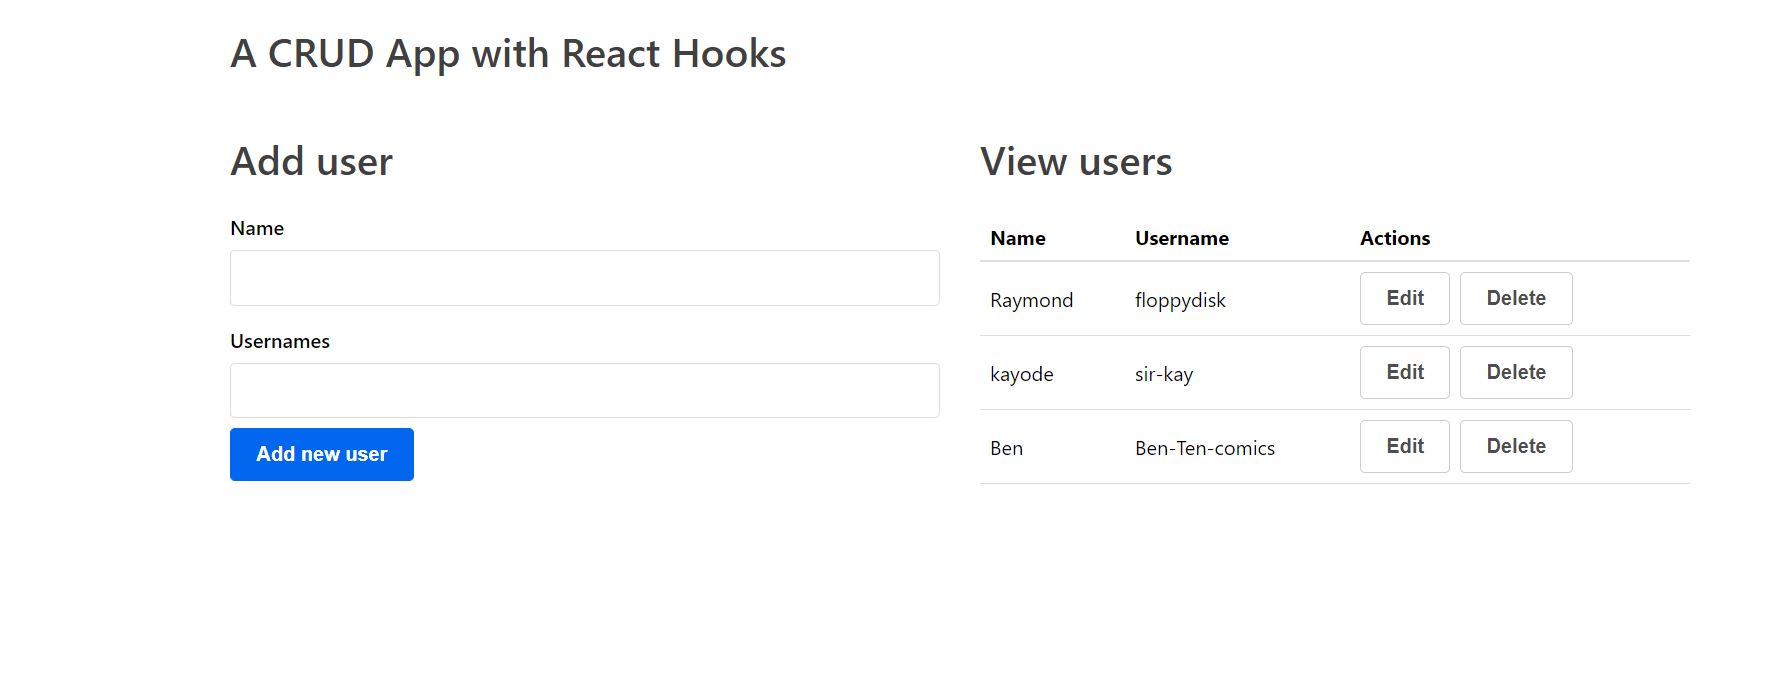 A CRUD App with React Hooks
Add user
Name
Usernames
Add new user
View users
Name Username Actions
Raymond floppydisk Edit Delete
kayode sir-kay Edit Delete
Ben Ben-Ten-comics Edit Delete